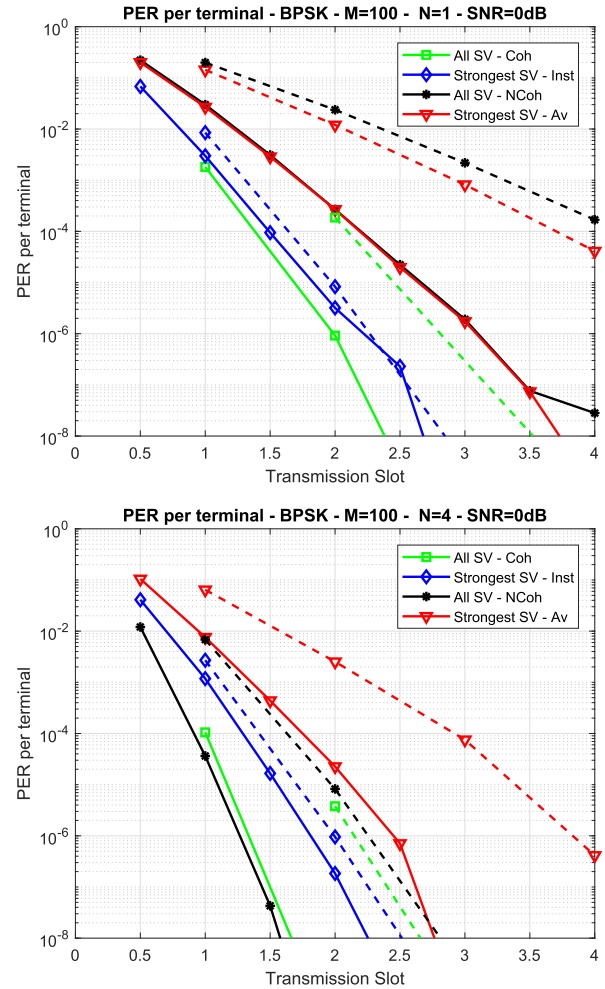 PER per terminal - BPSK - M=100 - N=1 - SNR=0dB
10^0
10^-2
10^-4
10^-6
10^-8
PER per terminal
All SV - Coh
Strongest SV - Inst
All SV - NCoh
Strongest SV - Av
0 0.5 1 1.5 2 2.5 3 3.5 4
Transmission Slot
PER per terminal - BPSK - M=100 - N=4 - SNR=0dB
10^0
10^-2
10^-4
10^-6
10^-8
PER per terminal
All SV - Coh
Strongest SV - Inst
All SV - NCoh
Strongest SV - Av
0 0.5 1 1.5 2 2.5 3 3.5 4
Transmission Slot